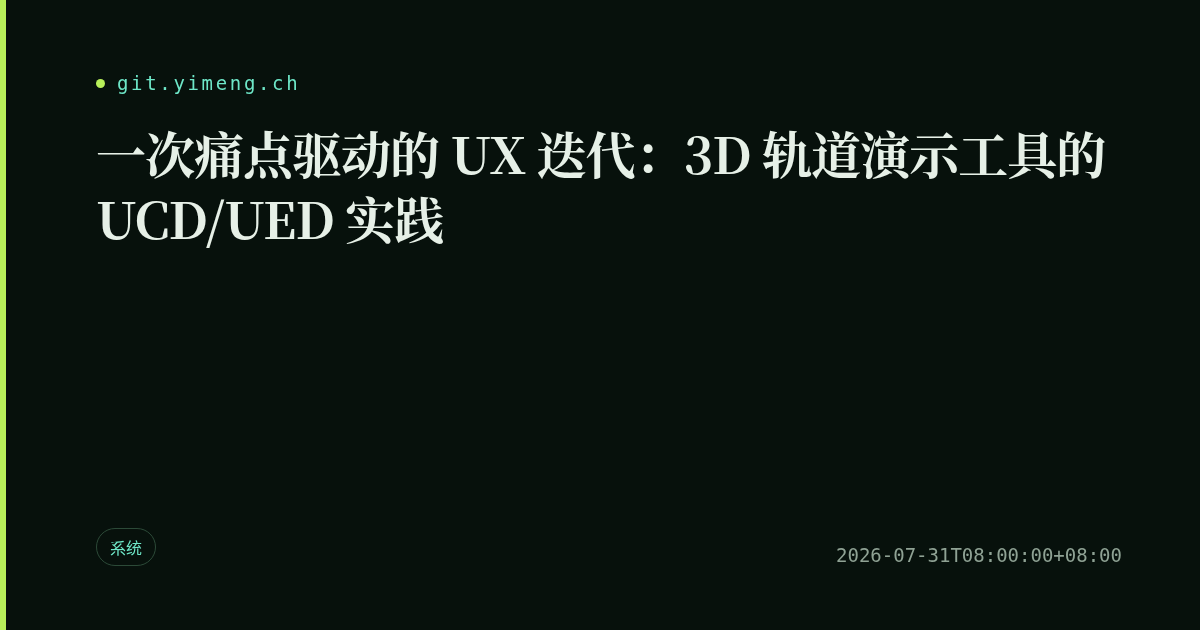 git.yimeng.ch
一次痛点驱动的 UX 迭代：3D 轨道演示工具的
UCD/UED 实践
系统
2026-07-31T08:00:00+08:00